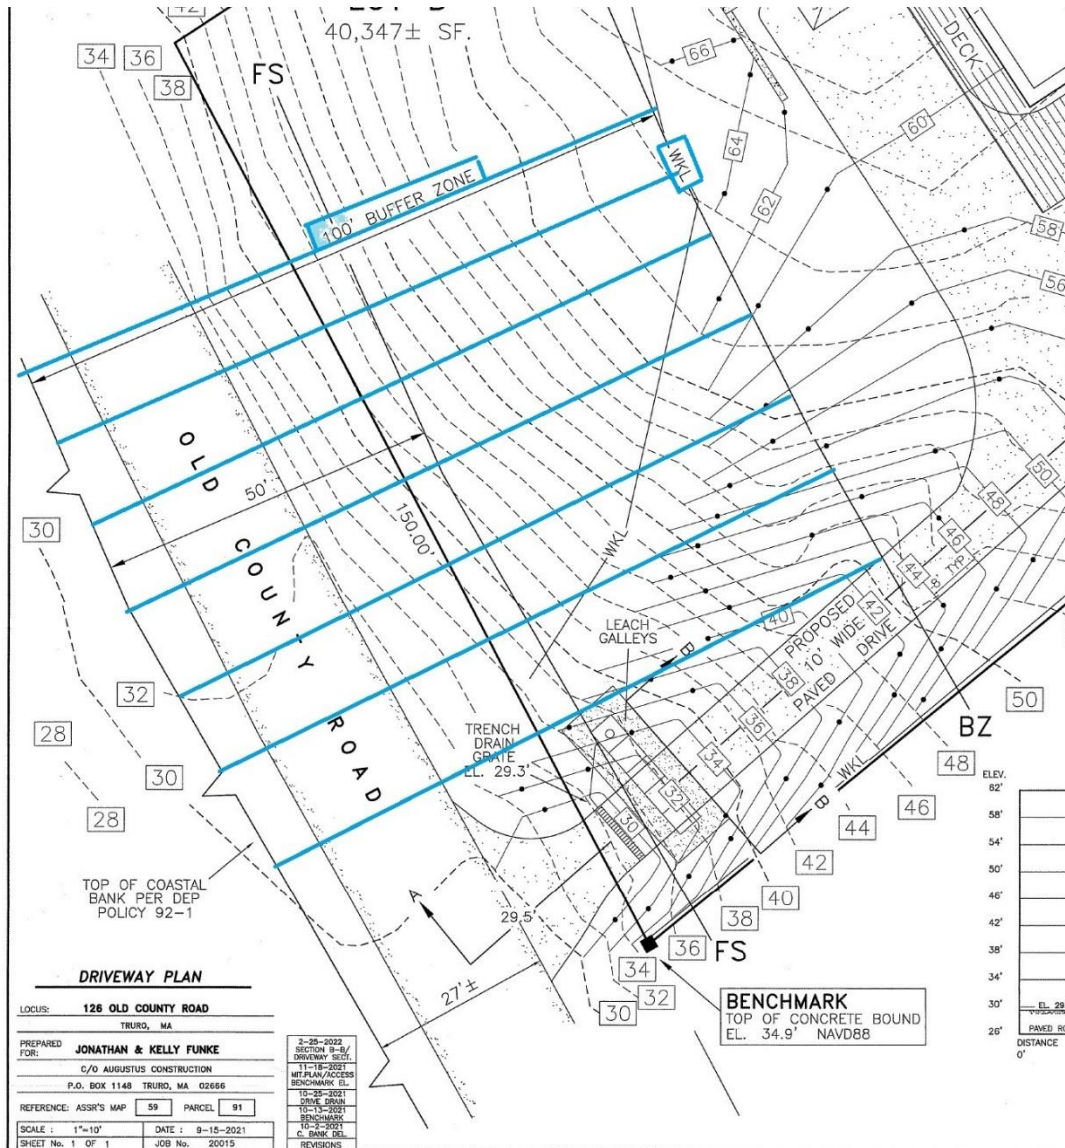 42
40,347± SF.
34
36
38
FS
66
DECK
60
WKL
64
62
100' BUFFER ZONE
58
56
OLD COUNTY ROAD
50'
150.00'
30
WKL
50
48
46
44
8 TYP.
LEACH
GALLEYS
40
PROPOSED
10' WIDE
PAVED DRIVE
42
38
B
32
28
30
28
TRENCH
DRAIN
GRATE
EL. 29.3'
36
34
32
30
50
BZ
48
WKL
46
B
44
42
40
38
36
FS
34
32
30
TOP OF COASTAL
BANK PER DEP
POLICY 92-1
A
29.5'
27'±
BENCHMARK
TOP OF CONCRETE BOUND
EL. 34.9' NAVD88
ELEV.
62'
58'
54'
50'
46'
42'
38'
34'
30'
26'
EL. 29
PAVED RO
DISTANCE
0'
DRIVEWAY PLAN
LOCUS: 126 OLD COUNTY ROAD
TRURO, MA
PREPARED FOR: JONATHAN & KELLY FUNKE
C/O AUGUSTUS CONSTRUCTION
P.O. BOX 1148 TRURO, MA 02666
REFERENCE: ASSR'S MAP 59 PARCEL 91
SCALE : 1"=10' DATE : 9-15-2021
SHEET No. 1 OF 1 JOB No. 20015
2-25-2022
SECTION B-B/
DRIVEWAY SECT.
11-18-2021
MIT.PLAN/ACCESS
BENCHMARK EL.
10-25-2021
DRIVE DRAIN
10-13-2021
BENCHMARK
10-2-2021
C. BANK DEL.
REVISIONS